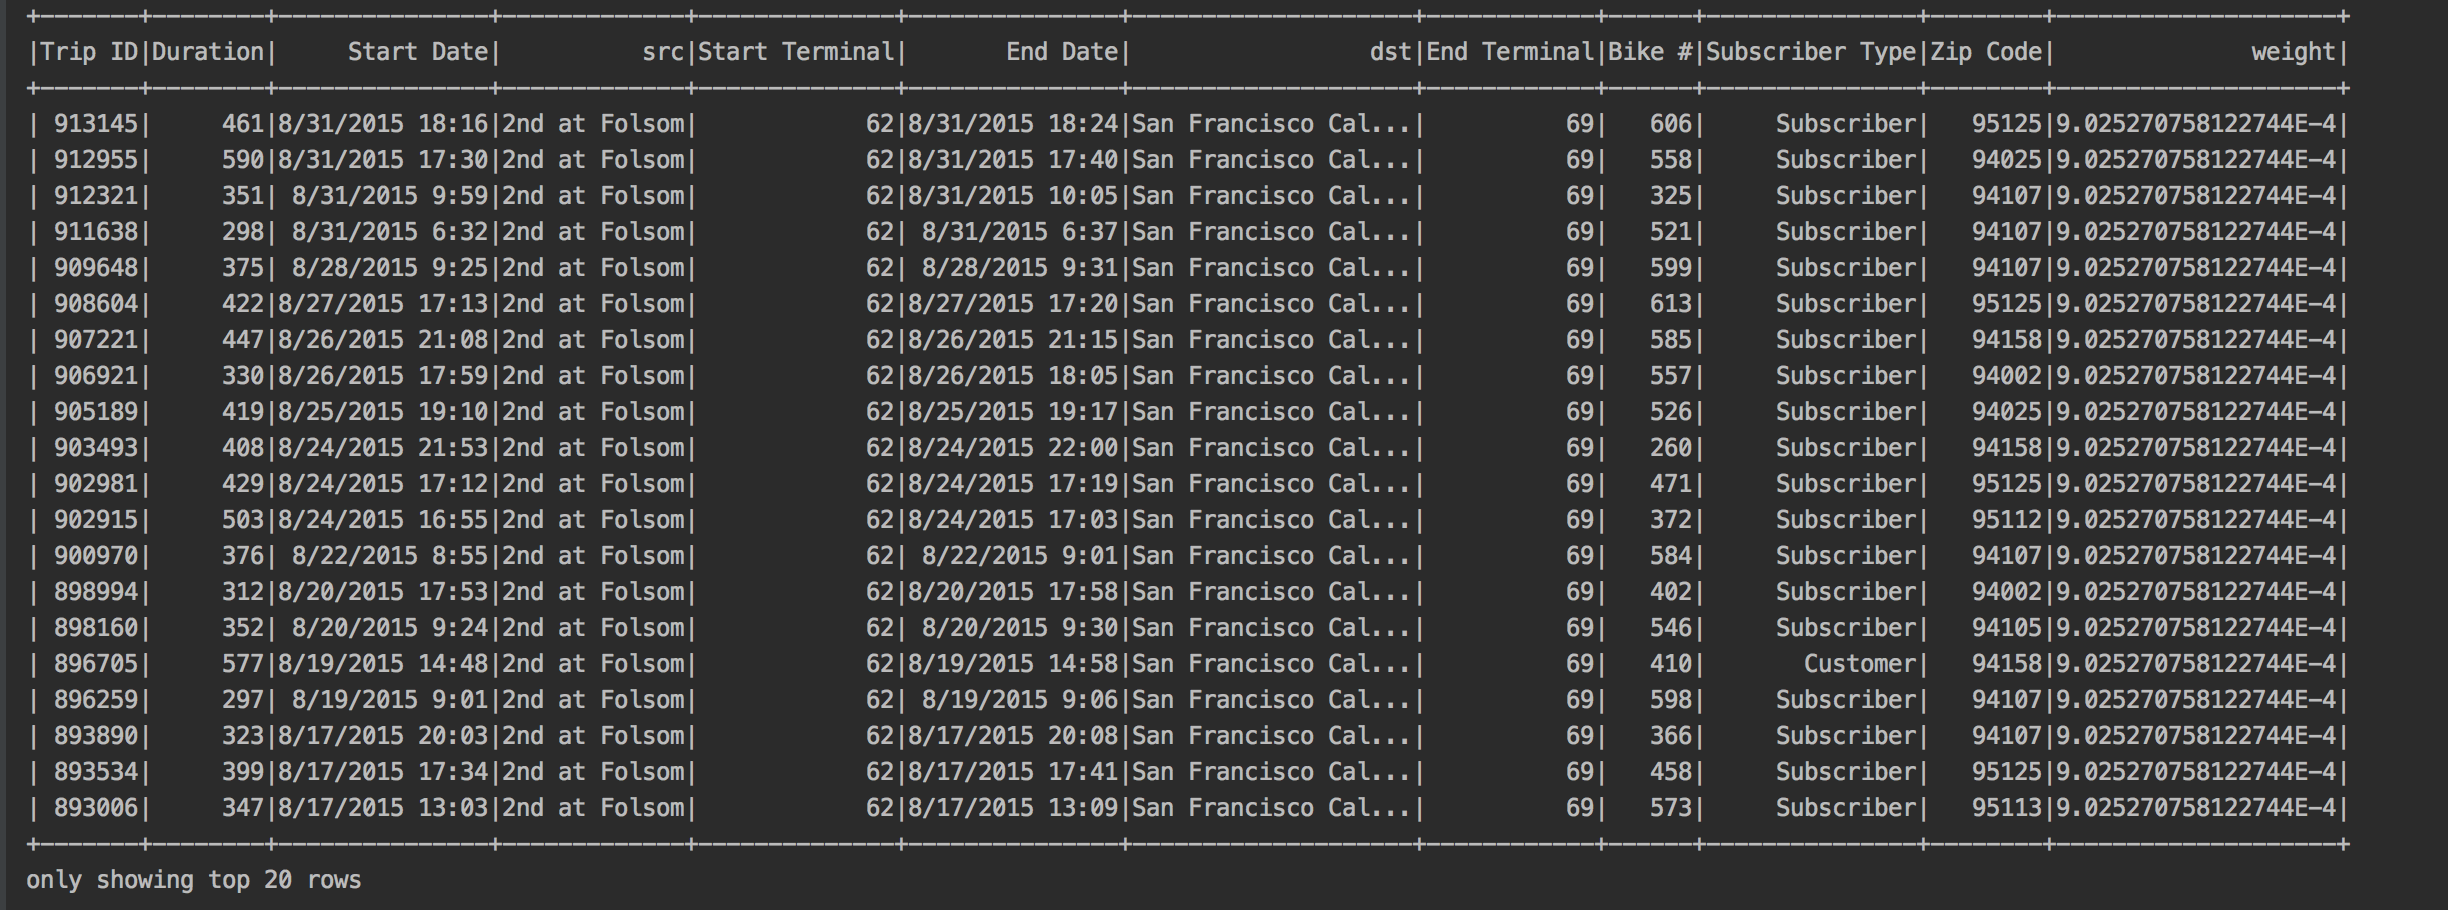 +-------+--------+---------------+-------------+--------------+---------------+--------------------+------------+------+---------------+--------+--------------------+
|Trip ID|Duration|     Start Date|          src|Start Terminal|       End Date|                 dst|End Terminal|Bike #|Subscriber Type|Zip Code|              weight|
+-------+--------+---------------+-------------+--------------+---------------+--------------------+------------+------+---------------+--------+--------------------+
| 913145|     461|8/31/2015 18:16|2nd at Folsom|            62|8/31/2015 18:24|San Francisco Cal...|          69|   606|     Subscriber|   95125|9.025270758122744E-4|
| 912955|     590|8/31/2015 17:30|2nd at Folsom|            62|8/31/2015 17:40|San Francisco Cal...|          69|   558|     Subscriber|   94025|9.025270758122744E-4|
| 912321|     351| 8/31/2015 9:59|2nd at Folsom|            62|8/31/2015 10:05|San Francisco Cal...|          69|   325|     Subscriber|   94107|9.025270758122744E-4|
| 911638|     298| 8/31/2015 6:32|2nd at Folsom|            62| 8/31/2015 6:37|San Francisco Cal...|          69|   521|     Subscriber|   94107|9.025270758122744E-4|
| 909648|     375| 8/28/2015 9:25|2nd at Folsom|            62| 8/28/2015 9:31|San Francisco Cal...|          69|   599|     Subscriber|   94107|9.025270758122744E-4|
| 908604|     422|8/27/2015 17:13|2nd at Folsom|            62|8/27/2015 17:20|San Francisco Cal...|          69|   613|     Subscriber|   95125|9.025270758122744E-4|
| 907221|     447|8/26/2015 21:08|2nd at Folsom|            62|8/26/2015 21:15|San Francisco Cal...|          69|   585|     Subscriber|   94158|9.025270758122744E-4|
| 906921|     330|8/26/2015 17:59|2nd at Folsom|            62|8/26/2015 18:05|San Francisco Cal...|          69|   557|     Subscriber|   94002|9.025270758122744E-4|
| 905189|     419|8/25/2015 19:10|2nd at Folsom|            62|8/25/2015 19:17|San Francisco Cal...|          69|   526|     Subscriber|   94025|9.025270758122744E-4|
| 903493|     408|8/24/2015 21:53|2nd at Folsom|            62|8/24/2015 22:00|San Francisco Cal...|          69|   260|     Subscriber|   94158|9.025270758122744E-4|
| 902981|     429|8/24/2015 17:12|2nd at Folsom|            62|8/24/2015 17:19|San Francisco Cal...|          69|   471|     Subscriber|   95125|9.025270758122744E-4|
| 902915|     503|8/24/2015 16:55|2nd at Folsom|            62|8/24/2015 17:03|San Francisco Cal...|          69|   372|     Subscriber|   95112|9.025270758122744E-4|
| 900970|     376| 8/22/2015 8:55|2nd at Folsom|            62| 8/22/2015 9:01|San Francisco Cal...|          69|   584|     Subscriber|   94107|9.025270758122744E-4|
| 898994|     312|8/20/2015 17:53|2nd at Folsom|            62|8/20/2015 17:58|San Francisco Cal...|          69|   402|     Subscriber|   94002|9.025270758122744E-4|
| 898160|     352| 8/20/2015 9:24|2nd at Folsom|            62| 8/20/2015 9:30|San Francisco Cal...|          69|   546|     Subscriber|   94105|9.025270758122744E-4|
| 896705|     577|8/19/2015 14:48|2nd at Folsom|            62|8/19/2015 14:58|San Francisco Cal...|          69|   410|       Customer|   94158|9.025270758122744E-4|
| 896259|     297| 8/19/2015 9:01|2nd at Folsom|            62| 8/19/2015 9:06|San Francisco Cal...|          69|   598|     Subscriber|   94107|9.025270758122744E-4|
| 893890|     323|8/17/2015 20:03|2nd at Folsom|            62|8/17/2015 20:08|San Francisco Cal...|          69|   366|     Subscriber|   94107|9.025270758122744E-4|
| 893534|     399|8/17/2015 17:34|2nd at Folsom|            62|8/17/2015 17:41|San Francisco Cal...|          69|   458|     Subscriber|   95125|9.025270758122744E-4|
| 893006|     347|8/17/2015 13:03|2nd at Folsom|            62|8/17/2015 13:09|San Francisco Cal...|          69|   573|     Subscriber|   95113|9.025270758122744E-4|
+-------+--------+---------------+-------------+--------------+---------------+--------------------+------------+------+---------------+--------+--------------------+
only showing top 20 rows